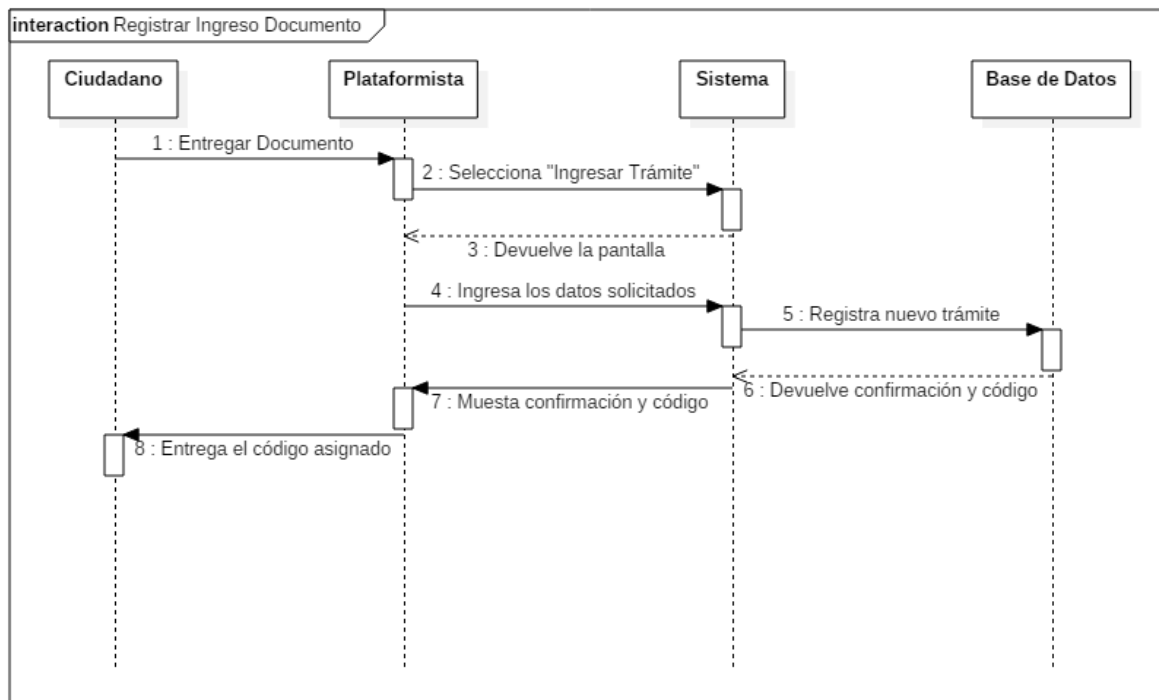 interaction Registrar Ingreso Documento
Ciudadano
Plataformista
Sistema
Base de Datos
1 : Entregar Documento
2 : Selecciona "Ingresar Trámite"
3 : Devuelve la pantalla
4 : Ingresa los datos solicitados
5 : Registra nuevo trámite
6 : Devuelve confirmación y código
7 : Muesta confirmación y código
8 : Entrega el código asignado